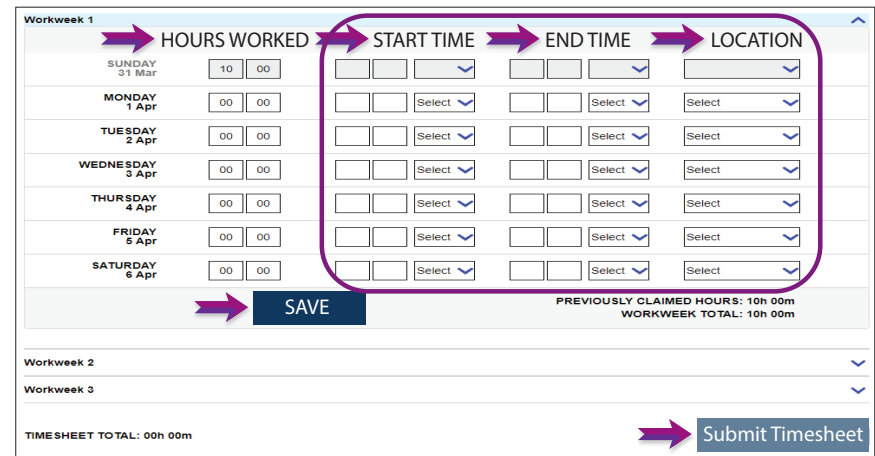 Workweek 1
HOURS WORKED START TIME END TIME LOCATION
SUNDAY
31 Mar 10 00
MONDAY
1 Apr 00 00 Select Select Select
TUESDAY
2 Apr 00 00 Select Select Select
WEDNESDAY
3 Apr 00 00 Select Select Select
THURSDAY
4 Apr 00 00 Select Select Select
FRIDAY
5 Apr 00 00 Select Select Select
SATURDAY
6 Apr 00 00 Select Select Select
SAVE
PREVIOUSLY CLAIMED HOURS: 10h 00m
WORKWEEK TOTAL: 10h 00m
Workweek 2
Workweek 3
TIMESHEET TOTAL: 00h 00m
Submit Timesheet